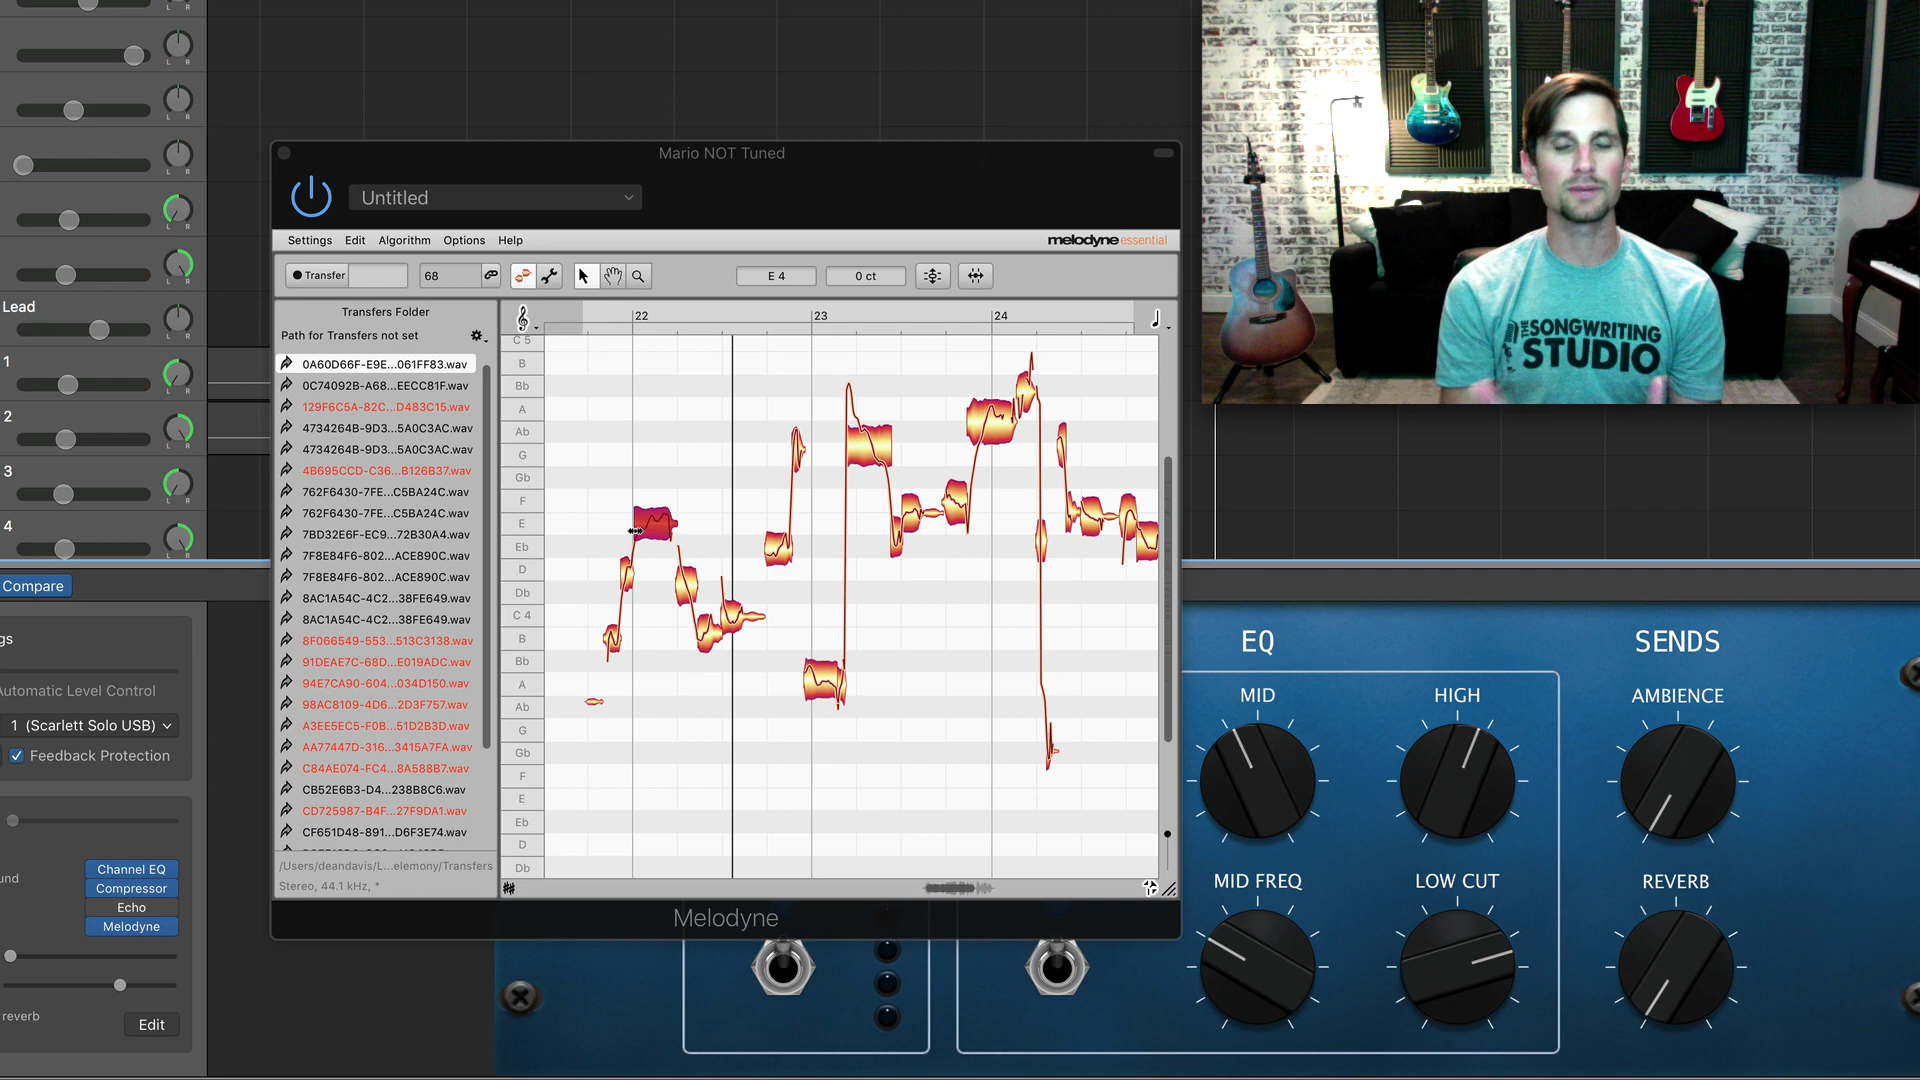 Mario NOT Tuned
Untitled
Settings Edit Algorithm Options Help
melodyne essential
Transfer 68 E 4 0 ct
Transfers Folder
Path for Transfers not set
0A60D66F-E9E...061FF83.wav
0C74092B-A68...EECC81F.wav
129F6C5A-82C...D483C15.wav
4734264B-9D3...5A0C3AC.wav
4734264B-9D3...5A0C3AC.wav
4B695CCD-C36...B126B37.wav
762F6430-7FE...C5BA24C.wav
762F6430-7FE...C5BA24C.wav
7BD32E6F-EC9...72B30A4.wav
7F8E84F6-802...ACE890C.wav
7F8E84F6-802...ACE890C.wav
8AC1A54C-4C2...38FE649.wav
8AC1A54C-4C2...38FE649.wav
8F066549-553...513C3138.wav
91DEAE7C-68D...E019ADC.wav
94E7CA90-604...034D150.wav
98AC8109-4D6...2D3F757.wav
A3EE5EC5-F0B...51D2B3D.wav
AA77447D-316...3415A7FA.wav
C84AE074-FC4...8A588B7.wav
CB52E6B3-D4...238B8C6.wav
CD725987-B4F...27F9DA1.wav
CF651D48-891...D6F3E74.wav
/Users/deandavis/L...elemony/Transfers
Stereo, 44.1 kHz, *
22 23 24
C 5
B
Bb
A
Ab
G
Gb
F
E
Eb
D
Db
C 4
B
Bb
A
Ab
G
Gb
F
E
Eb
D
Db
Melodyne
L R
L R
L R
L R
L R
Lead
L R
1
L R
2
L R
3
L R
4
L R
Compare
gs
Automatic Level Control
1 (Scarlett Solo USB)
Feedback Protection
und
Channel EQ
Compressor
Echo
Melodyne
reverb
Edit
THE SONGWRITING
STUDIO
EQ
SENDS
MID
HIGH
AMBIENCE
MID FREQ
LOW CUT
REVERB